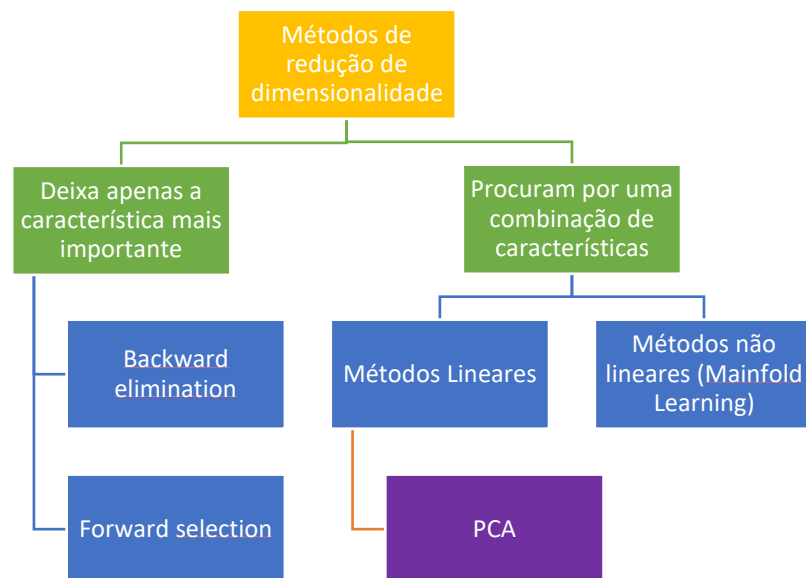 Métodos de
redução de
dimensionalidade
Deixa apenas a
característica mais
importante
Procuram por uma
combinação de
características
Backward
elimination
Métodos Lineares
Métodos não
lineares (Mainfold
Learning)
Forward selection
PCA